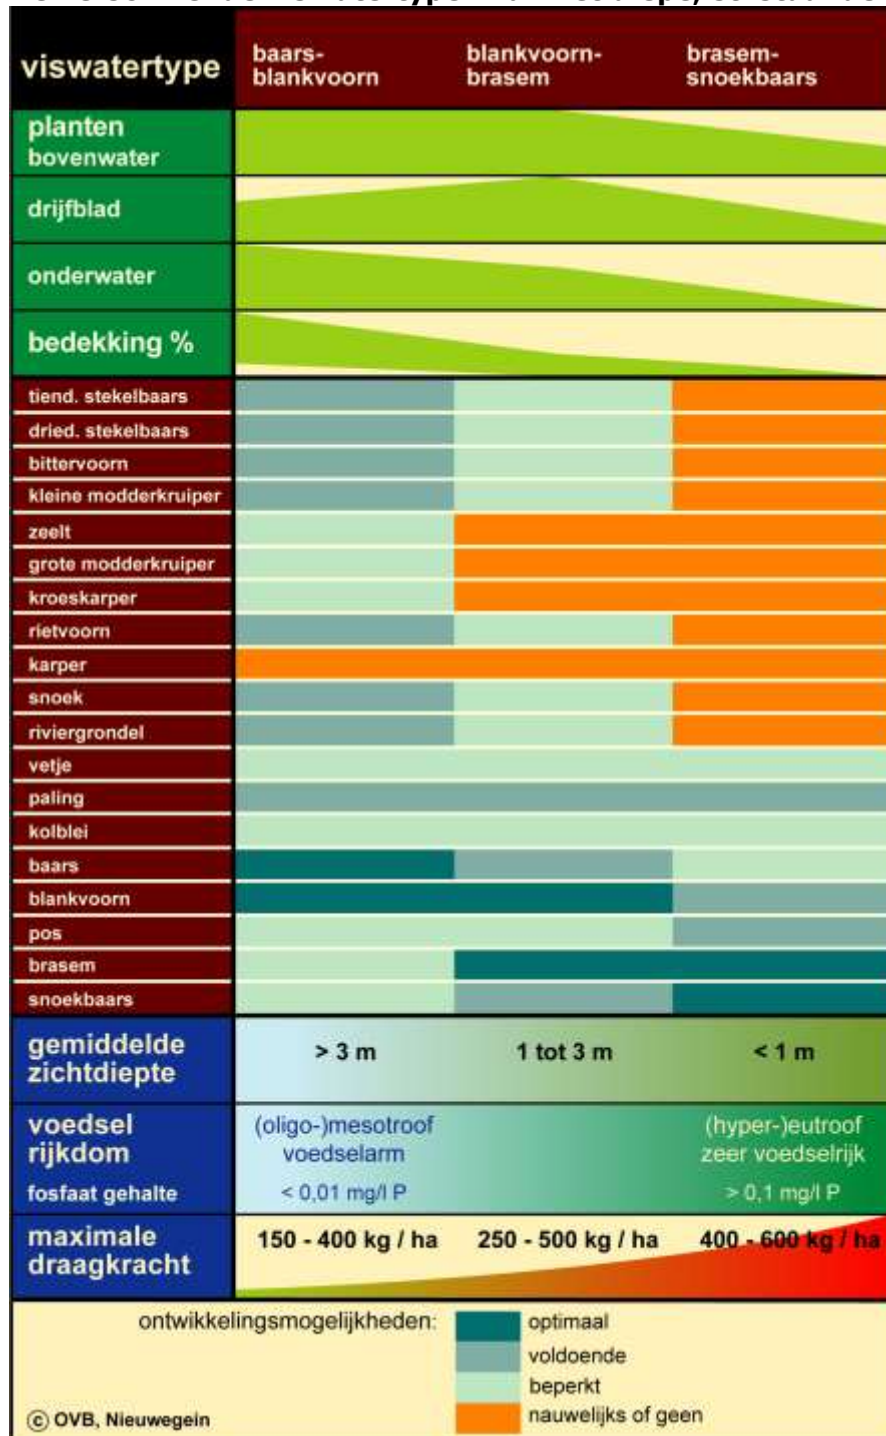 viswatertype
baars-
blankvoorn
blankvoorn-
brasem
brasem-
snoekbaars
planten
bovenwater
drijfblad
onderwater
bedekking %
tiend. stekelbaars
dried. stekelbaars
bittervoorn
kleine modderkruiper
zeelt
grote modderkruiper
kroeskarper
rietvoorn
karper
snoek
riviergrondel
vetje
paling
kolblei
baars
blankvoorn
pos
brasem
snoekbaars
gemiddelde
zichtdiepte
> 3 m
1 tot 3 m
< 1 m
voedsel
rijkdom
(oligo-)mesotroof
voedselarm
(hyper-)eutroof
zeer voedselrijk
fosfaat gehalte
< 0,01 mg/l P
> 0,1 mg/l P
maximale
draagkracht
150 - 400 kg / ha
250 - 500 kg / ha
400 - 600 kg / ha
ontwikkelingsmogelijkheden:
optimaal
voldoende
beperkt
nauwelijks of geen
© OVB, Nieuwegein